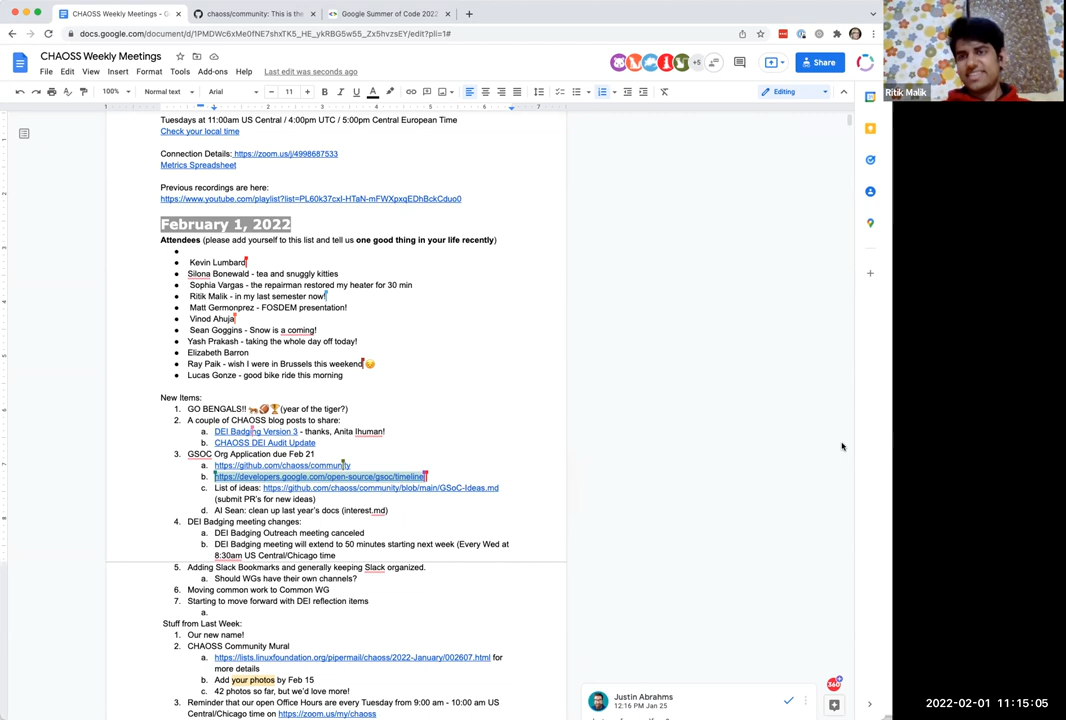 CHAOSS Weekly Meetings - G
chaoss/community: This is the
Google Summer of Code 2022
docs.google.com/document/d/1PMDWc6xMe0fNE7shxTK5_HE_ykRBG5w55_Zx5hvzsEY/edit?pli=1#
CHAOSS Weekly Meetings
File Edit View Insert Format Tools Add-ons Help Last edit was seconds ago
+5
Share
100% Normal text Arial 11 Editing
Ritik Malik
Tuesdays at 11:00am US Central / 4:00pm UTC / 5:00pm Central European Time
Check your local time
Connection Details: https://zoom.us/j/4998687533
Metrics Spreadsheet
Previous recordings are here:
https://www.youtube.com/playlist?list=PL60k37cxI-HTaN-mFWXpxqEDhBckCduo0
February 1, 2022
Attendees (please add yourself to this list and tell us one good thing in your life recently)
Kevin Lumbard
Silona Bonewald - tea and snuggly kitties
Sophia Vargas - the repairman restored my heater for 30 min
Ritik Malik - in my last semester now!
Matt Germonprez - FOSDEM presentation!
Vinod Ahuja
Sean Goggins - Snow is a coming!
Yash Prakash - taking the whole day off today!
Elizabeth Barron
Ray Paik - wish I were in Brussels this weekend 😔
Lucas Gonze - good bike ride this morning
New Items:
1. GO BENGALS!! 🐅🏈🏆(year of the tiger?)
2. A couple of CHAOSS blog posts to share:
a. DEI Badging Version 3 - thanks, Anita Ihuman!
b. CHAOSS DEI Audit Update
3. GSOC Org Application due Feb 21
a. https://github.com/chaoss/community
b. https://developers.google.com/open-source/gsoc/timeline
c. List of ideas: https://github.com/chaoss/community/blob/main/GSoC-Ideas.md
(submit PR's for new ideas)
d. AI Sean: clean up last year's docs (interest.md)
4. DEI Badging meeting changes:
a. DEI Badging Outreach meeting canceled
b. DEI Badging meeting will extend to 50 minutes starting next week (Every Wed at
8:30am US Central/Chicago time
5. Adding Slack Bookmarks and generally keeping Slack organized.
a. Should WGs have their own channels?
6. Moving common work to Common WG
7. Starting to move forward with DEI reflection items
a.
Stuff from Last Week:
1. Our new name!
2. CHAOSS Community Mural
a. https://lists.linuxfoundation.org/pipermail/chaoss/2022-January/002607.html for
more details
b. Add your photos by Feb 15
c. 42 photos so far, but we'd love more!
3. Reminder that our open Office Hours are every Tuesday from 9:00 am - 10:00 am US
Central/Chicago time on https://zoom.us/my/chaoss
Justin Abrahms
12:16 PM Jan 25
360
2022-02-01 11:15:05